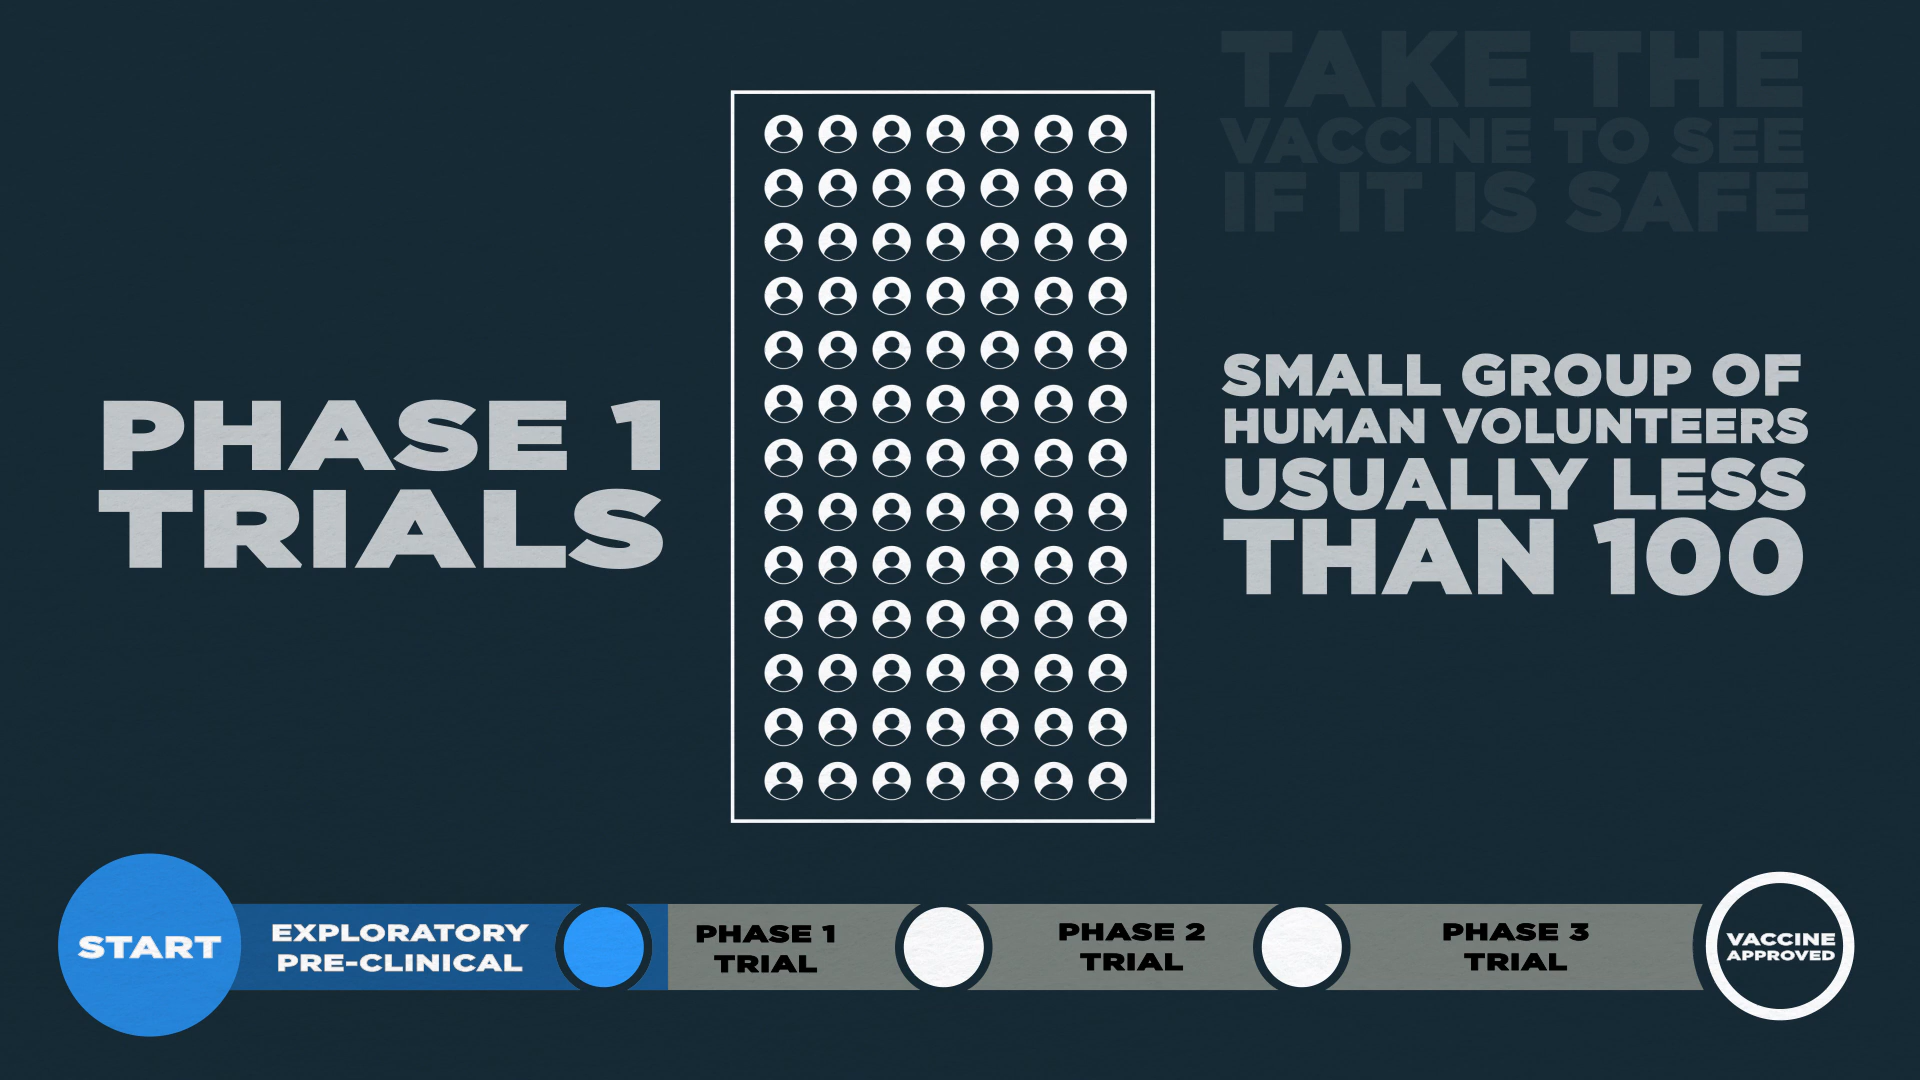 TAKE THE
VACCINE TO SEE
IF IT IS SAFE
PHASE 1
TRIALS
SMALL GROUP OF
HUMAN VOLUNTEERS
USUALLY LESS
THAN 100
START
EXPLORATORY
PRE-CLINICAL
PHASE 1
TRIAL
PHASE 2
TRIAL
PHASE 3
TRIAL
VACCINE
APPROVED